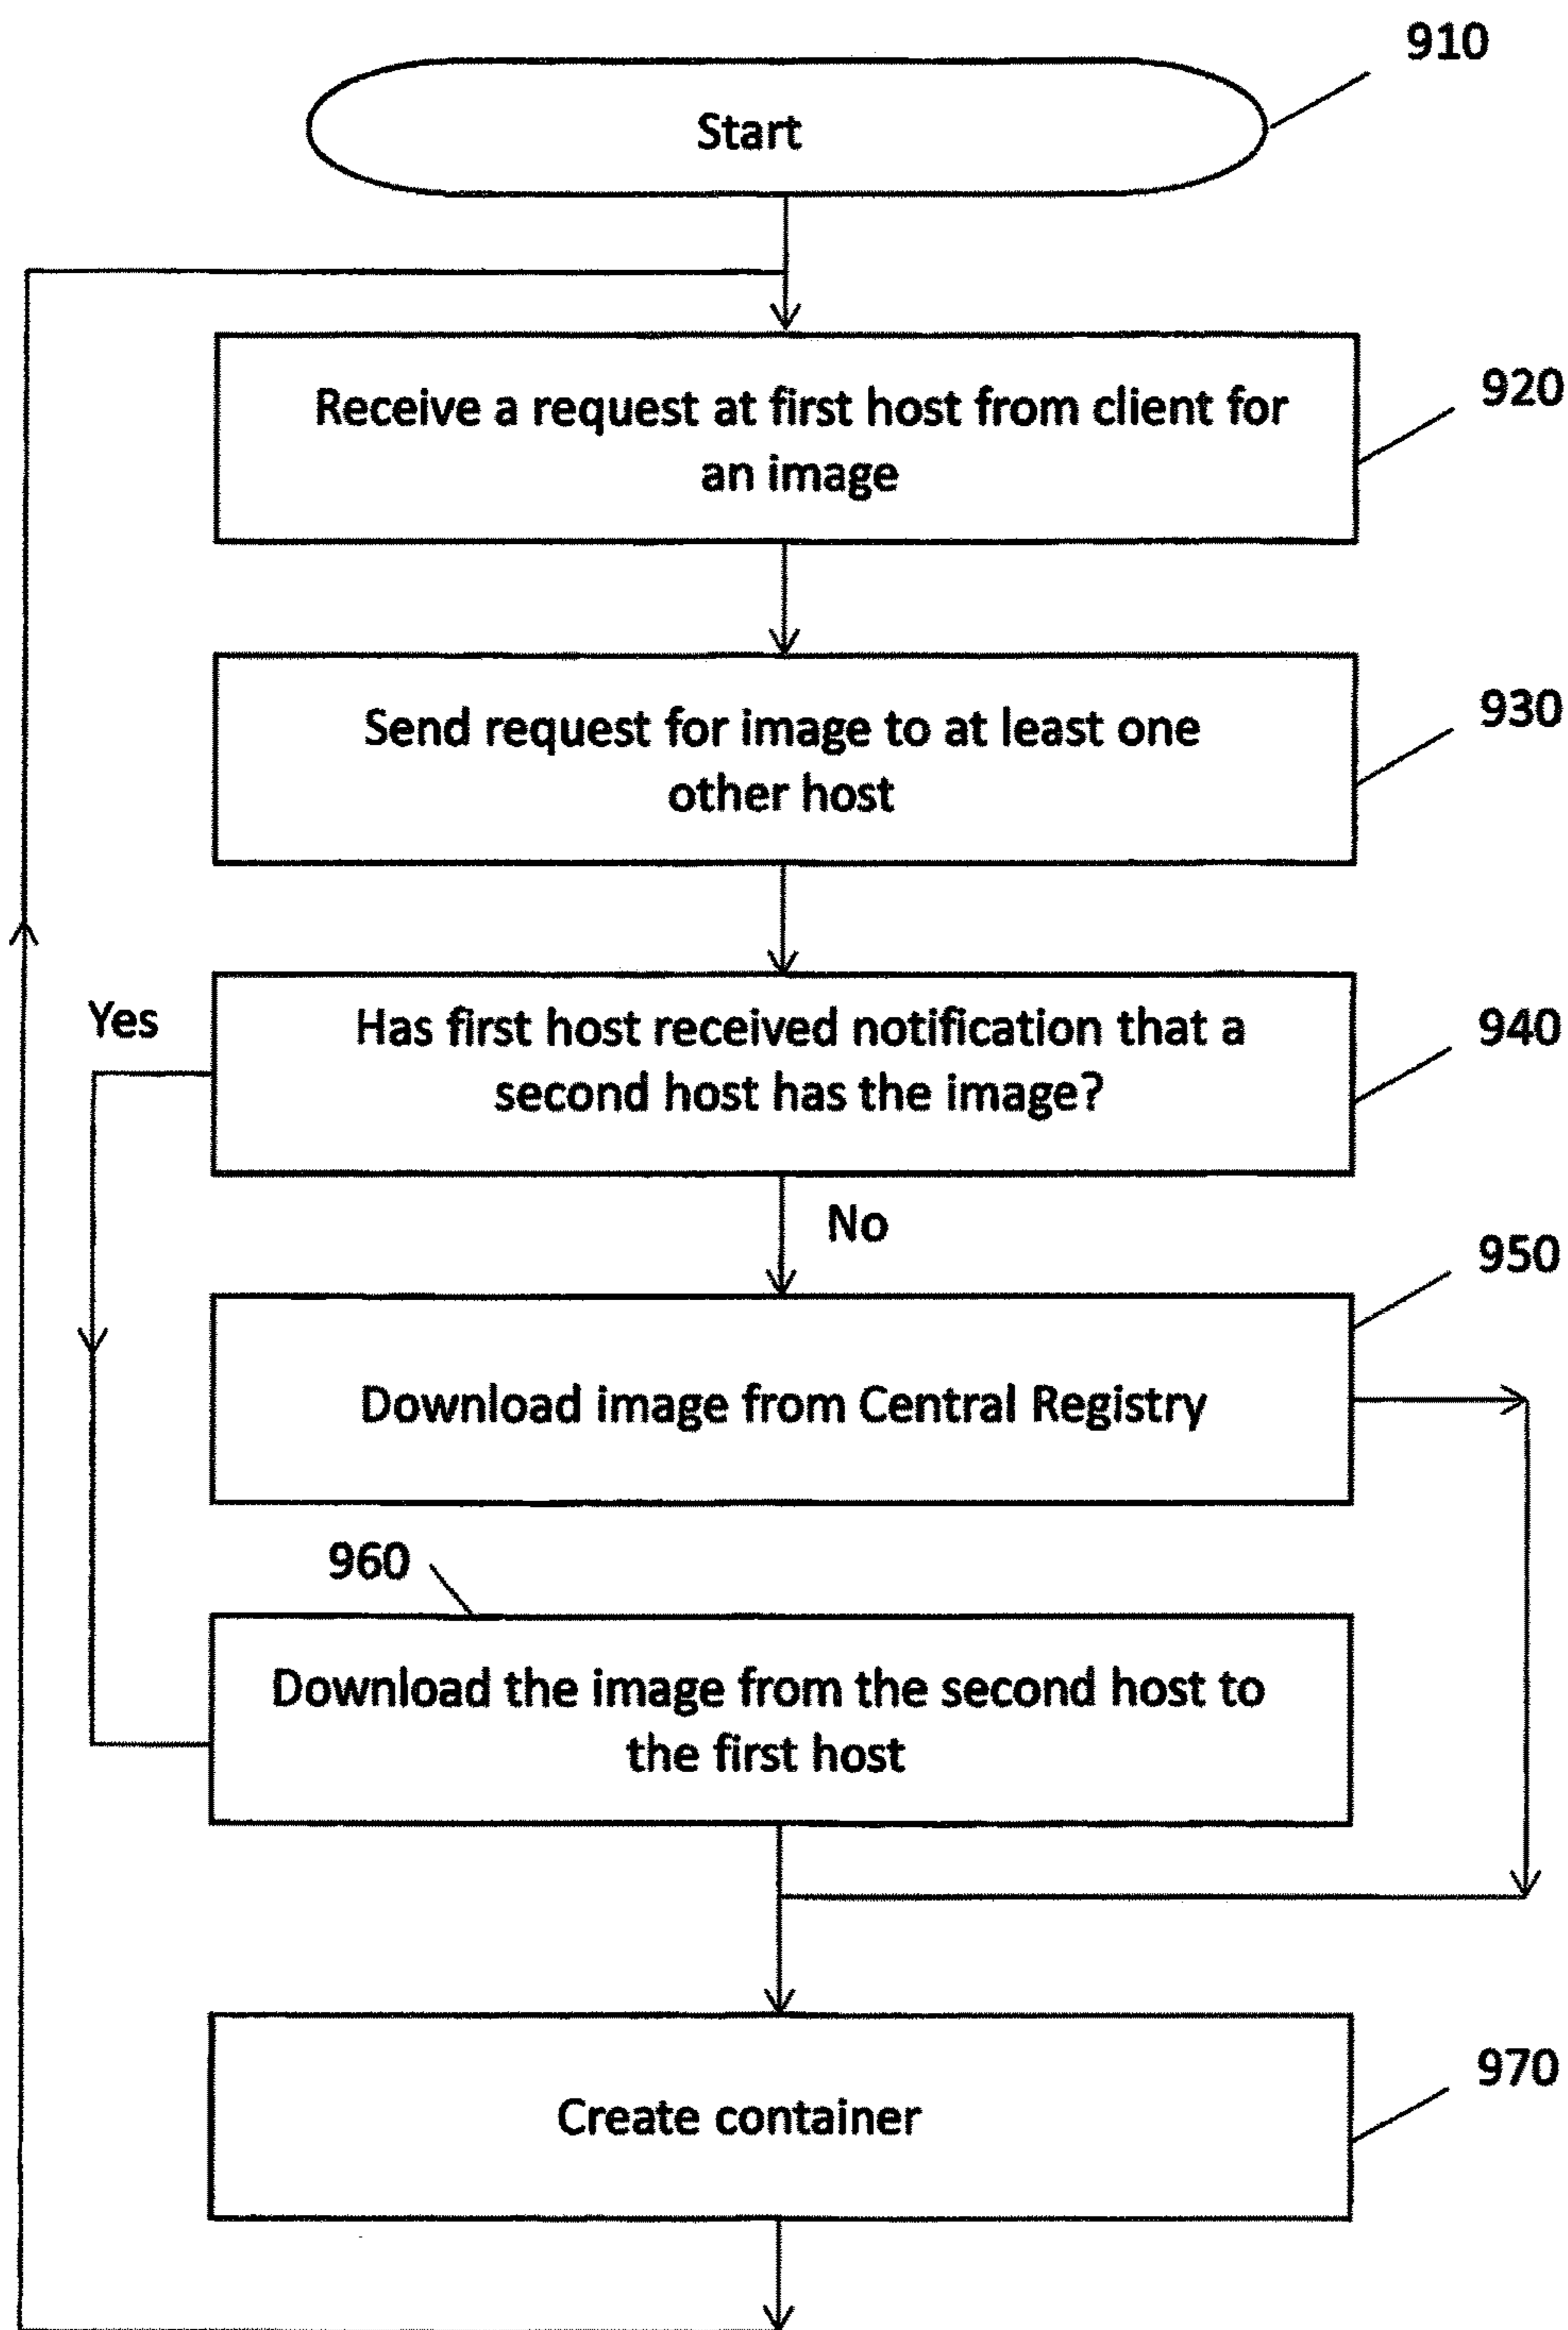 910
Start
Receive a request at first host from client for
an image
920
Send request for image to at least one
other host
930
Yes
Has first host received notification that a
second host has the image?
940
No
950
Download image from Central Registry
960
Download the image from the second host to
the first host
Create container
970